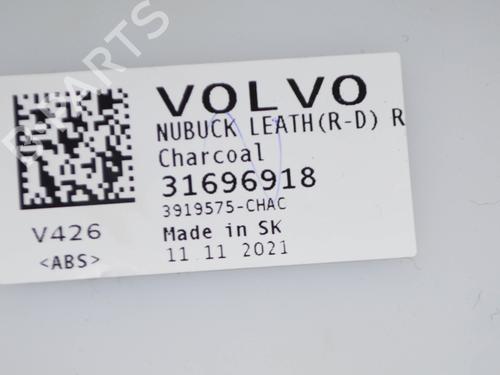 VOLVO
NUBUCK LEATH(R-D) R
Charcoal
31696918
3919575-CHAC
Made in SK
11 11 2021
V426
<ABS>